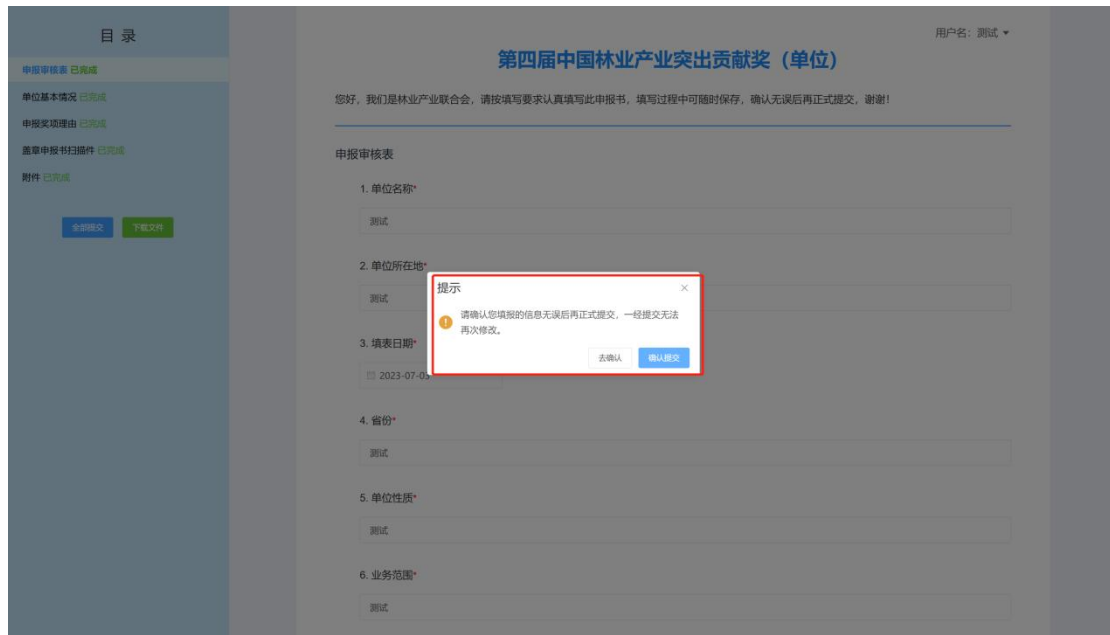 目 录
申报审核表 已完成
单位基本情况 已完成
申报奖项理由 已完成
盖章申报书扫描件 已完成
附件 已完成
全部提交 下载文件
用户名：测试
第四届中国林业产业突出贡献奖（单位）
您好，我们是林业产业联合会，请按填写要求认真填写此申报书，填写过程中可随时保存，确认无误后再正式提交，谢谢！
申报审核表
1. 单位名称*
测试
2. 单位所在地*
测试
提示
请确认您填报的信息无误后再正式提交，一经提交无法
再次修改。
去确认 确认提交
3. 填表日期*
2023-07-03
4. 省份*
测试
5. 单位性质*
测试
6. 业务范围*
测试